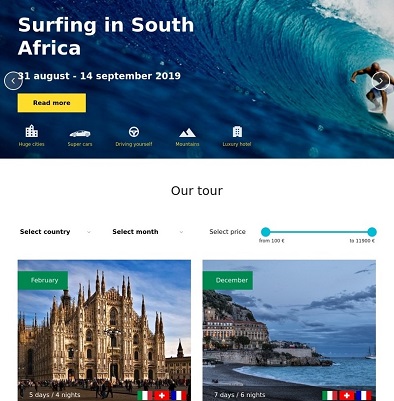 Surfing in South
Africa
31 august - 14 september 2019
Read more
Huge cities
Super cars
Driving yourself
Mountains
Luxury hotel
Our tour
Select country
Select month
Select price
from 100 €
to 11900 €
February
December
5 days / 4 nights
7 days / 6 nights